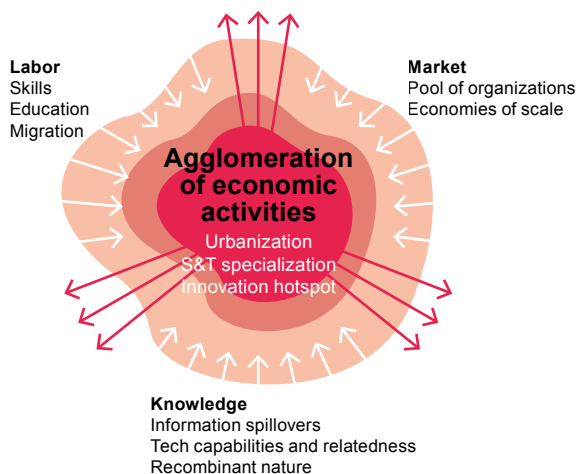 Labor
Skills
Education
Migration
Market
Pool of organizations
Economies of scale
Agglomeration
of economic
activities
Urbanization
S&T specialization
Innovation hotspot
Knowledge
Information spillovers
Tech capabilities and relatedness
Recombinant nature